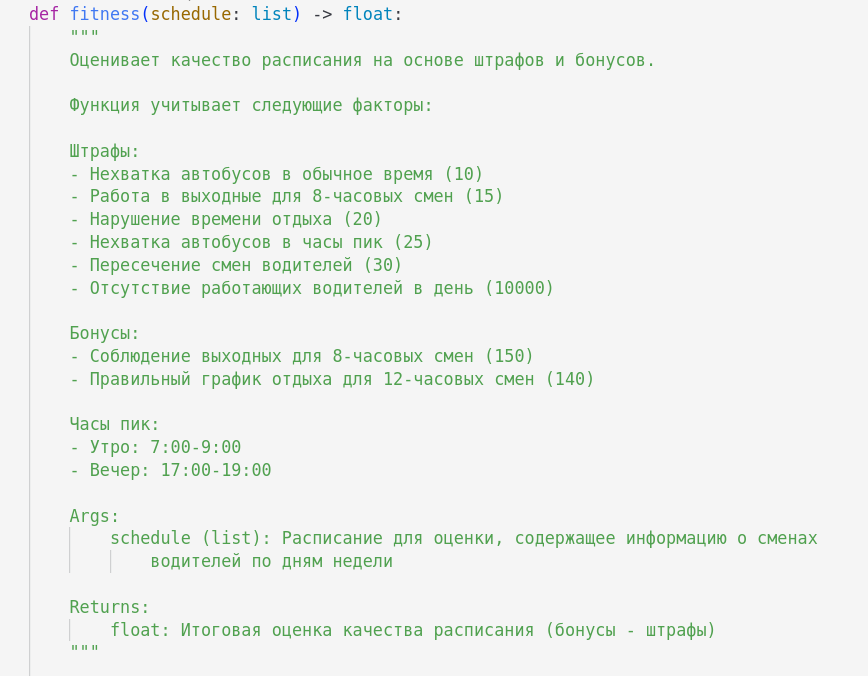 def fitness(schedule: list) -> float:
"""
Оценивает качество расписания на основе штрафов и бонусов.
Функция учитывает следующие факторы:
Штрафы:
- Нехватка автобусов в обычное время (10)
- Работа в выходные для 8-часовых смен (15)
- Нарушение времени отдыха (20)
- Нехватка автобусов в часы пик (25)
- Пересечение смен водителей (30)
- Отсутствие работающих водителей в день (10000)
Бонусы:
- Соблюдение выходных для 8-часовых смен (150)
- Правильный график отдыха для 12-часовых смен (140)
Часы пик:
- Утро: 7:00-9:00
- Вечер: 17:00-19:00
Args:
schedule (list): Расписание для оценки, содержащее информацию о сменах
водителей по дням недели
Returns:
float: Итоговая оценка качества расписания (бонусы - штрафы)
"""